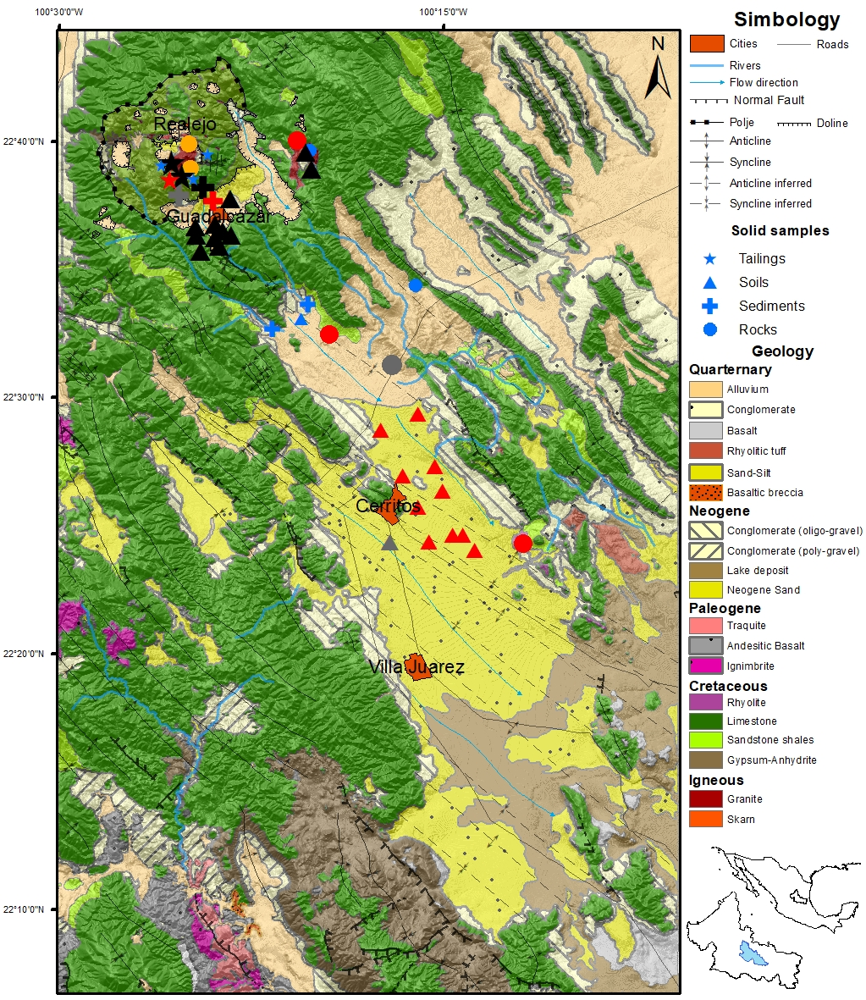 100°30'0"W
100°15'0"W
N
22°40'0"N
22°30'0"N
22°20'0"N
22°10'0"N
Realejo
Guadalcazar
Cerritos
Villa Juarez
Simbology
Cities
Roads
Rivers
Flow direction
Normal Fault
Polje
Doline
Anticline
Syncline
Anticline inferred
Syncline inferred
Solid samples
Tailings
Soils
Sediments
Rocks
Geology
Quarternary
Alluvium
Conglomerate
Basalt
Rhyolitic tuff
Sand-Silt
Basaltic breccia
Neogene
Conglomerate (oligo-gravel)
Conglomerate (poly-gravel)
Lake deposit
Neogene Sand
Paleogene
Traquite
Andesitic Basalt
Ignimbrite
Cretaceous
Rhyolite
Limestone
Sandstone shales
Gypsum-Anhydrite
Igneous
Granite
Skarn